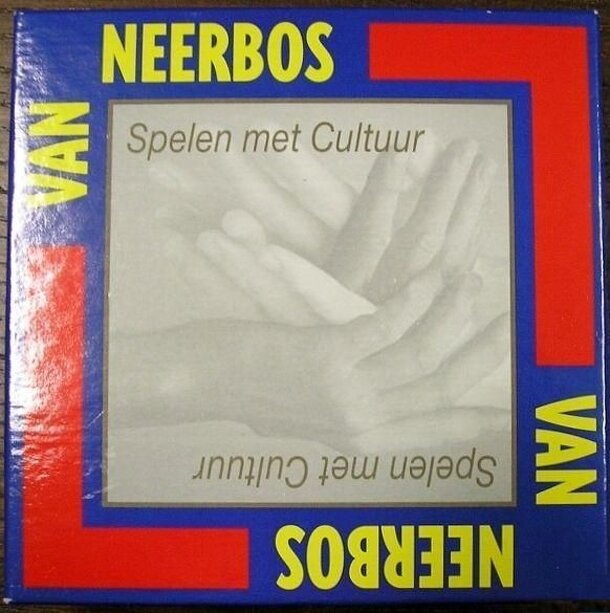 VAN NEERBOS
Spelen met Cultuur
Spelen met Cultuur
VAN NEERBOS